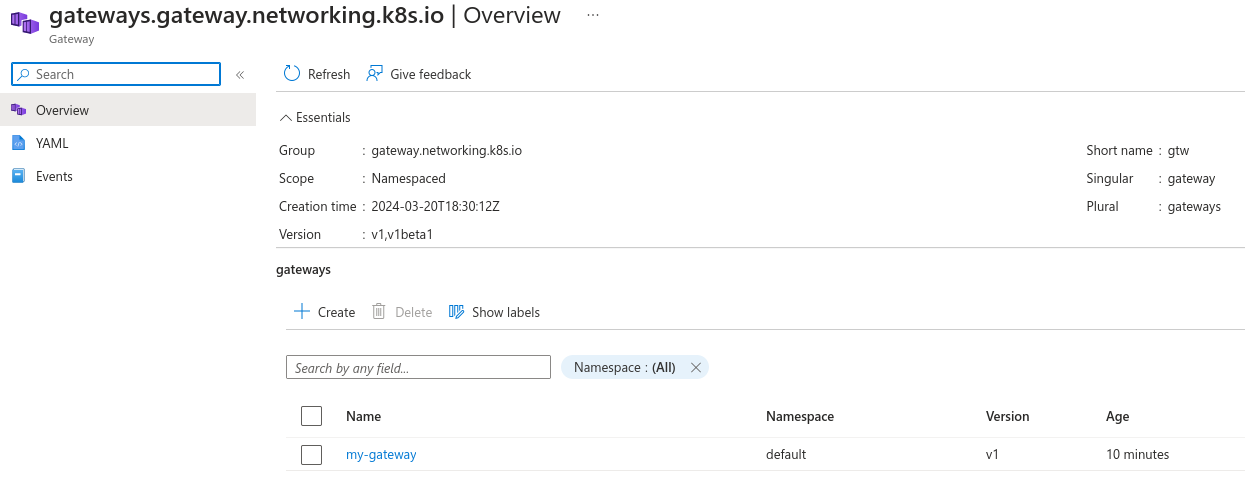 gateways.gateway.networking.k8s.io | Overview ...
Gateway
Search «
Overview
YAML
Events
Refresh Give feedback
Essentials
Group : gateway.networking.k8s.io
Scope : Namespaced
Creation time : 2024-03-20T18:30:12Z
Version : v1,v1beta1
Short name : gtw
Singular : gateway
Plural : gateways
gateways
Create Delete Show labels
Search by any field... Namespace : (All)
Name Namespace Version Age
my-gateway default v1 10 minutes